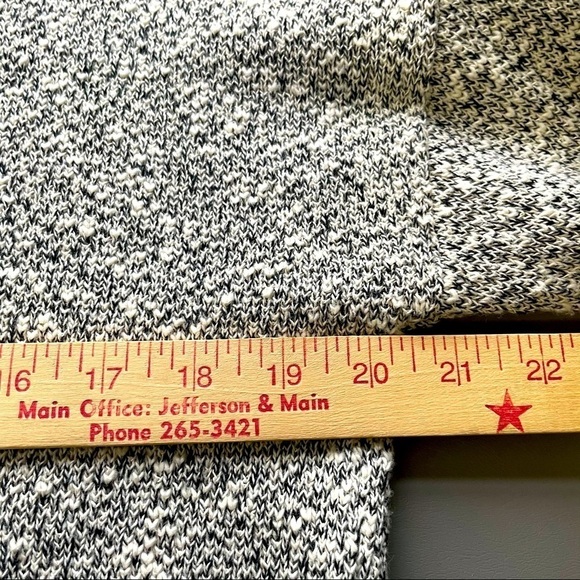 16 17 18 19 20 21 22
Main Office: Jefferson & Main
Phone 265-3421